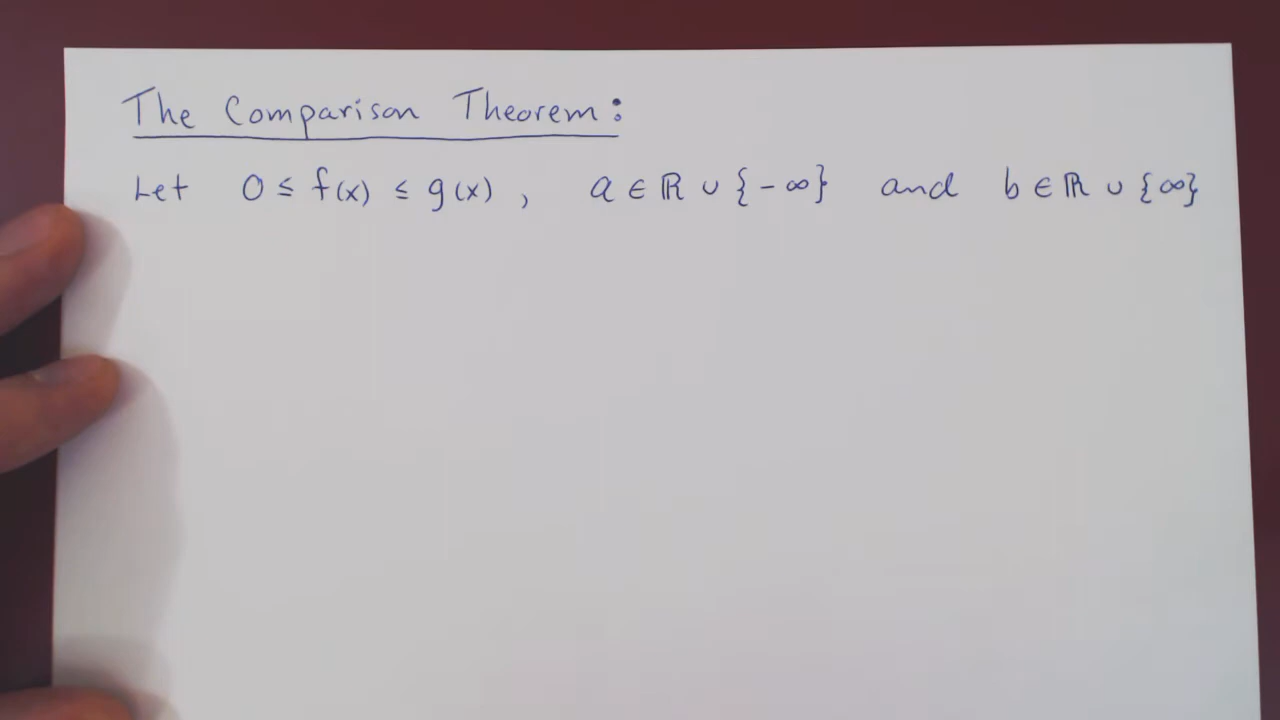 The Comparison Theorem:
Let 0 ≤ f(x) ≤ g(x), a ∈ ℝ ∪ {-∞} and b ∈ ℝ ∪ {∞}